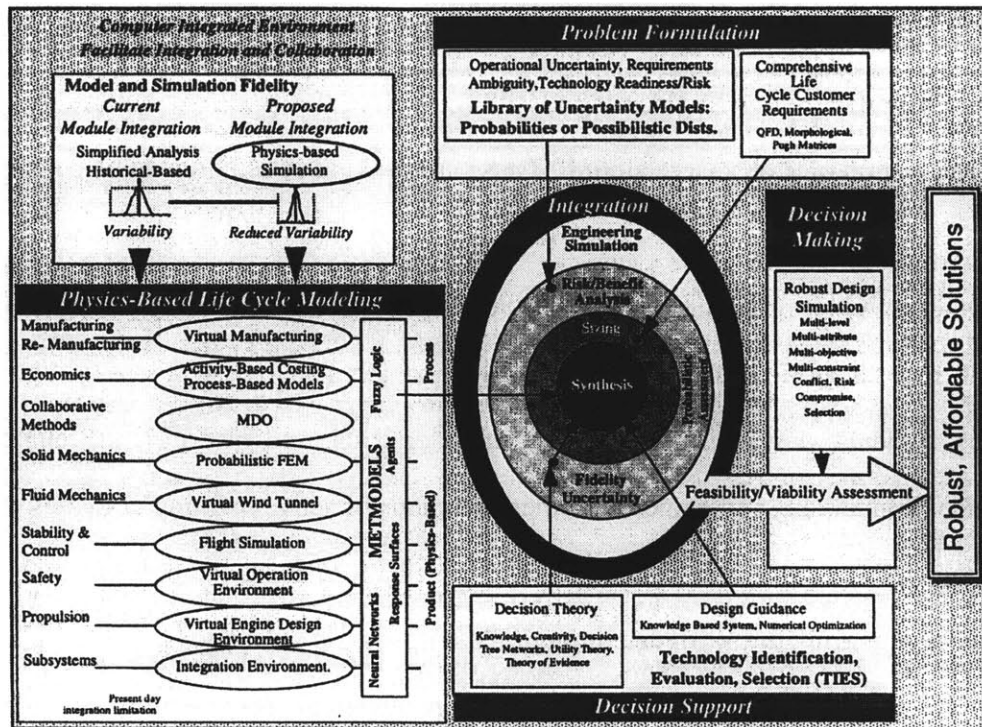 Computer Integrated Environment
Facilitate Integration and Collaboration
Model and Simulation Fidelity
Current
Module Integration
Simplified Analysis
Historical-Based
Variability
Proposed
Module Integration
Physics-based
Simulation
Reduced Variability
Problem Formulation
Operational Uncertainty, Requirements
Ambiguity,Technology Readiness/Risk
Library of Uncertainty Models:
Probabilities or Possibilistic Dists.
Comprehensive
Life
Cycle Customer
Requirements
QFD, Morphological,
Pugh Matrices
Physics-Based Life Cycle Modeling
Manufacturing
Re- Manufacturing
Virtual Manufacturing
Economics
Activity-Based Costing
Process-Based Models
Collaborative
Methods
MDO
Solid Mechanics
Probabilistic FEM
Fluid Mechanics
Virtual Wind Tunnel
Stability &
Control
Flight Simulation
Safety
Virtual Operation
Environment
Propulsion
Virtual Engine Design
Environment
Subsystems
Integration Environment.
Present day
integration limitation
Neural Networks
Fuzzy Logic
METMODELS
Response Surfaces
Agents
Product (Physics-Based)
Process
Integration
Engineering
Simulation
Risk/Benefit
Analysis
Sizing
Synthesis
Probabilistic
Assessment
Fidelity
Uncertainty
Decision
Making
Robust Design
Simulation
Multi-level
Multi-attribute
Multi-objective
Multi-constraint
Conflict, Risk
Compromise,
Selection
Feasibility/Viability Assessment
Robust, Affordable Solutions
Decision Theory
Knowledge, Creativity, Decision
Tree Networks, Utility Theory,
Theory of Evidence
Design Guidance
Knowledge Based System, Numerical Optimization
Technology Identification,
Evaluation, Selection (TIES)
Decision Support